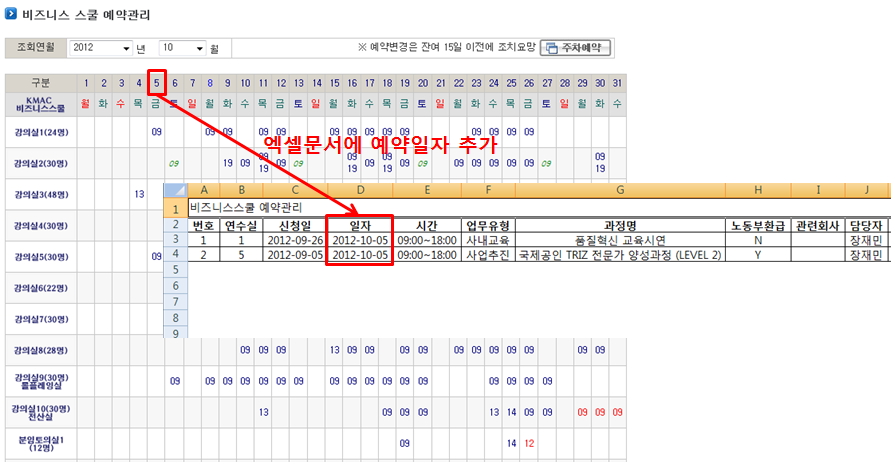 비즈니스 스쿨 예약관리
조회연월 2012 년 10 월 ※ 예약변경은 잔여 15일 이전에 조치요망 주차예약
구분 1 2 3 4 5 6 7 8 9 10 11 12 13 14 15 16 17 18 19 20 21 22 23 24 25 26 27 28 29 30 31
KMAC 비즈니스스쿨 월 화 수 목 금 토 일 월 화 수 목 금 토 일 월 화 수 목 금 토 일 월 화 수 목 금 토 일 월 화 수
강의실1(24명) 09 09 09 09 09 09 09 09 09 09 09 09 09 09
엑셀문서에 예약일자 추가
강의실2(30명) 09 19 09 09 19 09 09 09 19 09 09 19 09 09 09 09 09 09 09 09 09 19
강의실3(48명) 13
강의실4(30명)
강의실5(30명) 09
강의실6(22명)
강의실7(30명)
A B C D E F G H I J
1 비즈니스스쿨 예약관리
2 번호 연수실 신청일 일자 시간 업무유형 과정명 노동부환급 관련회사 담당자
3 1 1 2012-09-26 2012-10-05 09:00~18:00 사내교육 품질혁신 교육시연 N 장재민
4 2 5 2012-09-05 2012-10-05 09:00~18:00 사업추진 국제공인 TRIZ 전문가 양성과정 (LEVEL 2) Y 장재민
5
6
7
8
9
강의실8(28명) 09 09 09 13 09 09 09 09 09 09 09 09 09 09 09
강의실9(30명) 롤플레잉실 09 09 09 09 09 09 09 09 09 09 09 09 09 09 09 09 09
강의실10(30명) 전산실 13 09 09 09 13 14 09 09 09 09 09
분임토의실1 (12명) 09 14 12